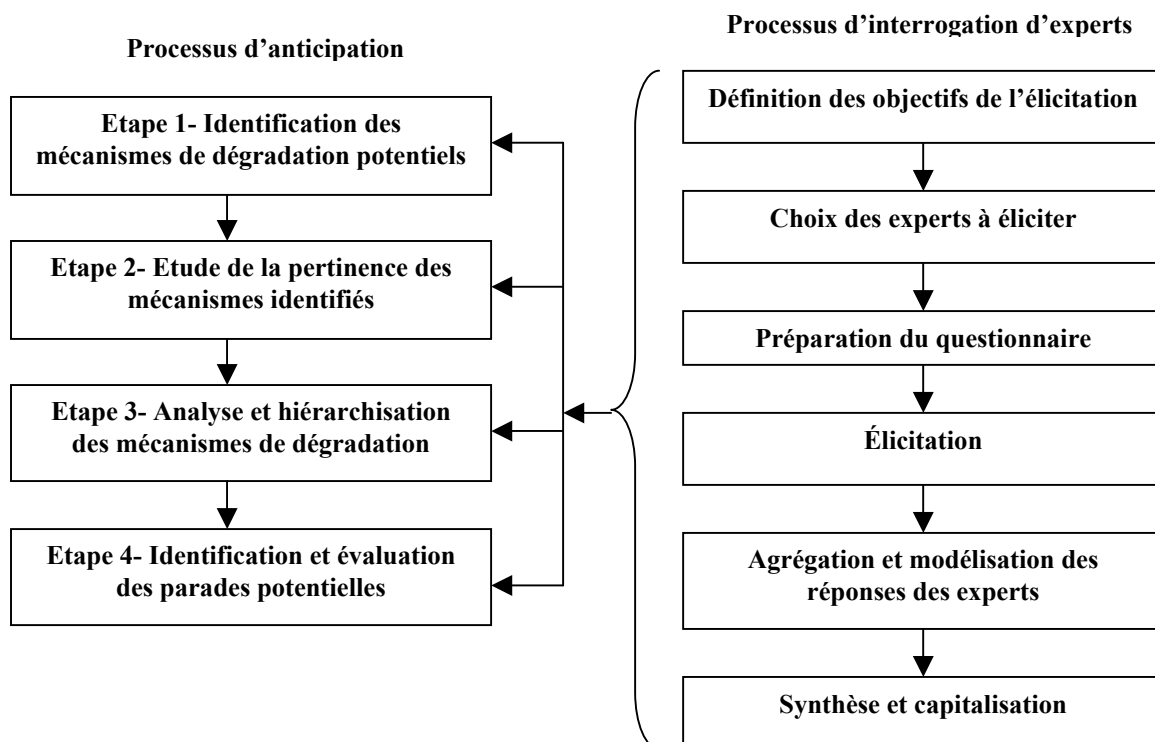 Processus d’anticipation
Etape 1- Identification des
mécanismes de dégradation potentiels
Etape 2- Etude de la pertinence des
mécanismes identifiés
Etape 3- Analyse et hiérarchisation
des mécanismes de dégradation
Etape 4- Identification et évaluation
des parades potentielles
Processus d’interrogation d’experts
Définition des objectifs de l’élicitation
Choix des experts à éliciter
Préparation du questionnaire
Élicitation
Agrégation et modélisation des
réponses des experts
Synthèse et capitalisation